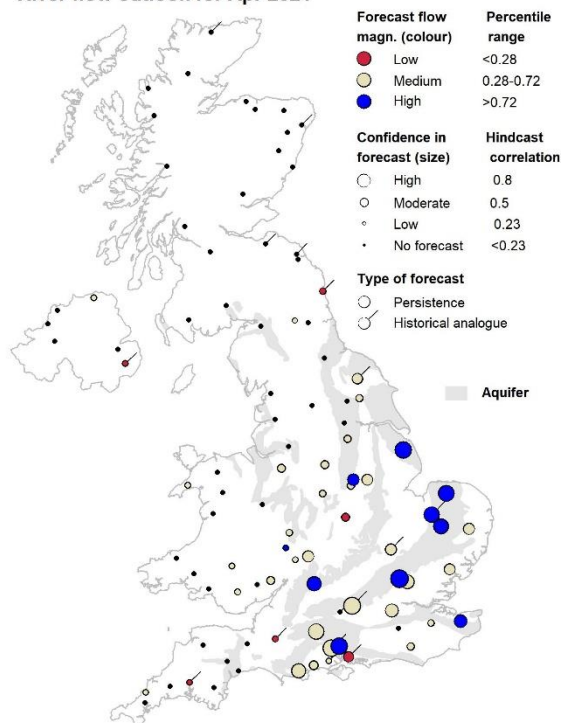 River flow outlook for Apr 2021
Forecast flow magn. (colour) Percentile range
Low <0.28
Medium 0.28-0.72
High >0.72
Confidence in forecast (size) Hindcast correlation
High 0.8
Moderate 0.5
Low 0.23
No forecast <0.23
Type of forecast
Persistence
Historical analogue
Aquifer